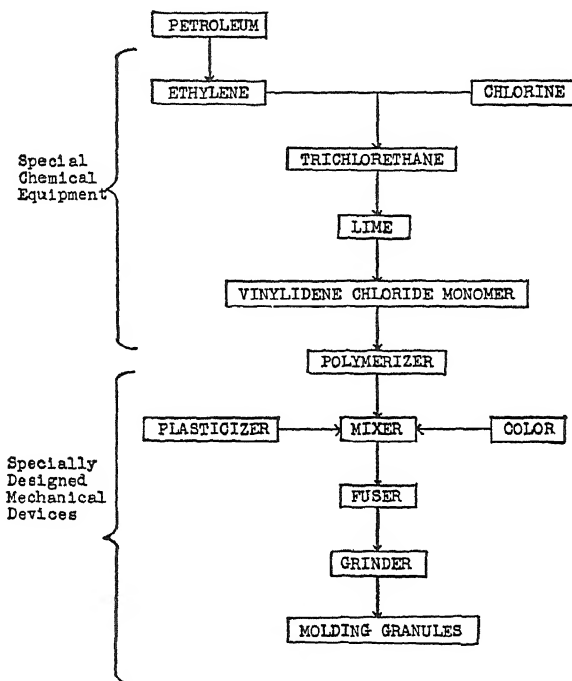 PETROLEUM
ETHYLENE
CHLORINE
Special
Chemical
Equipment
TRICHLORETHANE
LIME
VINYLIDENE CHLORIDE MONOMER
POLYMERIZER
PLASTICIZER
MIXER
COLOR
Specially
Designed
Mechanical
Devices
FUSER
GRINDER
MOLDING GRANULES